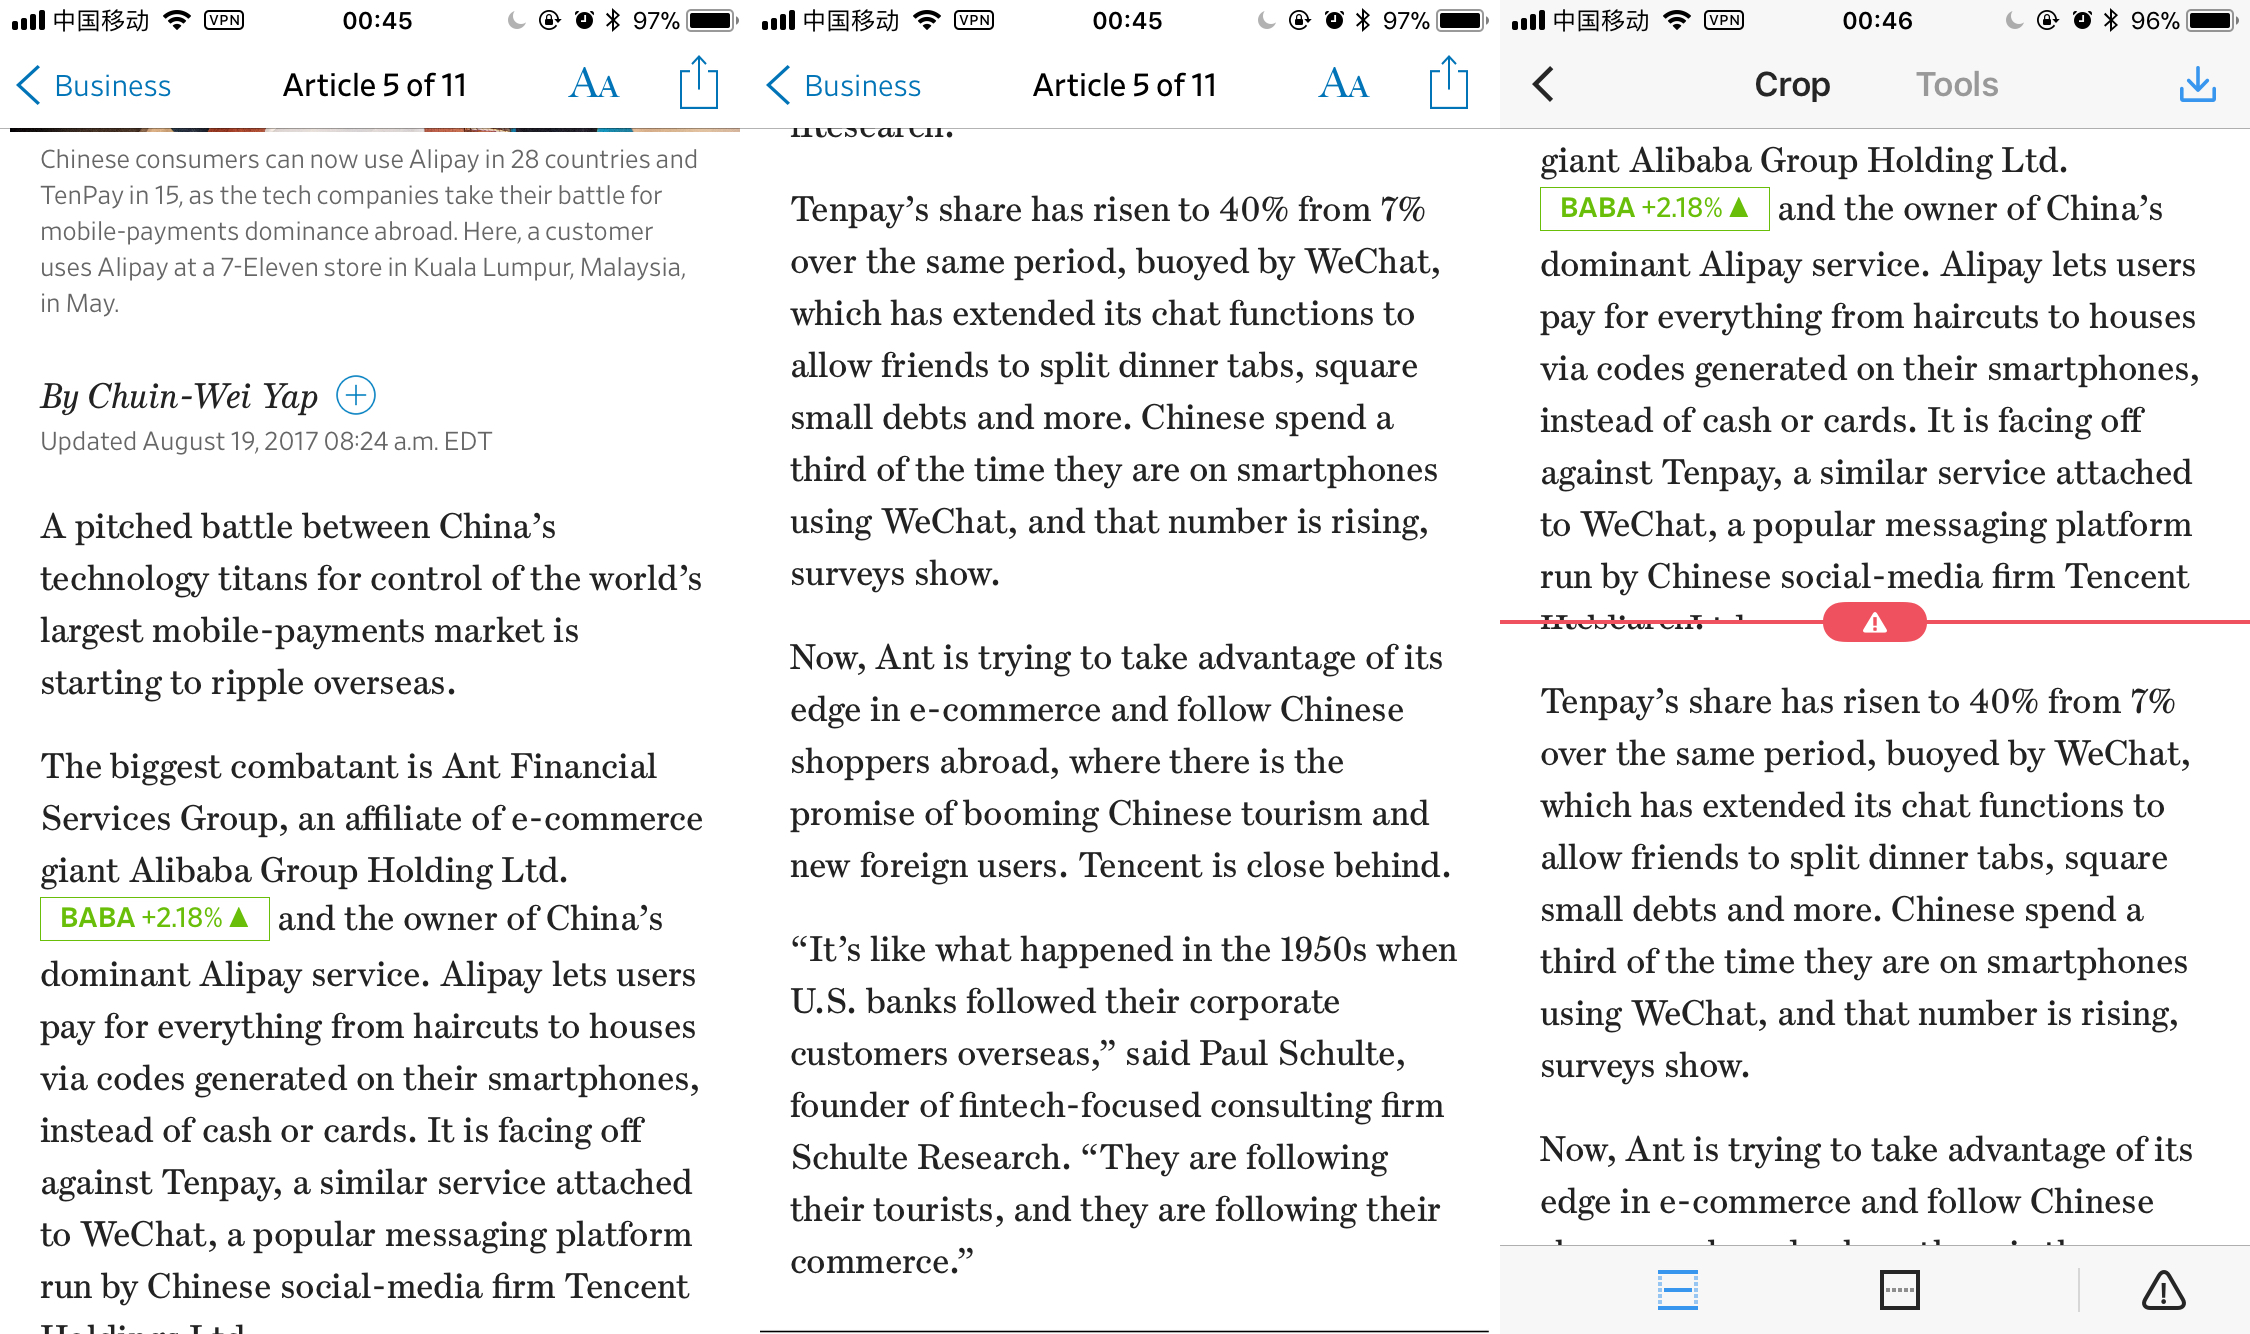 中国移动 VPN 00:45 97%
Business Article 5 of 11 AA
Chinese consumers can now use Alipay in 28 countries and
TenPay in 15, as the tech companies take their battle for
mobile-payments dominance abroad. Here, a customer
uses Alipay at a 7-Eleven store in Kuala Lumpur, Malaysia,
in May.
By Chuin-Wei Yap
Updated August 19, 2017 08:24 a.m. EDT
A pitched battle between China’s
technology titans for control of the world’s
largest mobile-payments market is
starting to ripple overseas.
The biggest combatant is Ant Financial
Services Group, an affiliate of e-commerce
giant Alibaba Group Holding Ltd.
BABA +2.18% ▲ and the owner of China’s
dominant Alipay service. Alipay lets users
pay for everything from haircuts to houses
via codes generated on their smartphones,
instead of cash or cards. It is facing off
against Tenpay, a similar service attached
to WeChat, a popular messaging platform
run by Chinese social-media firm Tencent
Holdings Ltd
中国移动 VPN 00:45 97%
Business Article 5 of 11 AA
Tenpay’s share has risen to 40% from 7%
over the same period, buoyed by WeChat,
which has extended its chat functions to
allow friends to split dinner tabs, square
small debts and more. Chinese spend a
third of the time they are on smartphones
using WeChat, and that number is rising,
surveys show.
Now, Ant is trying to take advantage of its
edge in e-commerce and follow Chinese
shoppers abroad, where there is the
promise of booming Chinese tourism and
new foreign users. Tencent is close behind.
“It’s like what happened in the 1950s when
U.S. banks followed their corporate
customers overseas,” said Paul Schulte,
founder of fintech-focused consulting firm
Schulte Research. “They are following
their tourists, and they are following their
commerce.”
中国移动 VPN 00:46 96%
Crop Tools
giant Alibaba Group Holding Ltd.
BABA +2.18% ▲ and the owner of China’s
dominant Alipay service. Alipay lets users
pay for everything from haircuts to houses
via codes generated on their smartphones,
instead of cash or cards. It is facing off
against Tenpay, a similar service attached
to WeChat, a popular messaging platform
run by Chinese social-media firm Tencent
Tenpay’s share has risen to 40% from 7%
over the same period, buoyed by WeChat,
which has extended its chat functions to
allow friends to split dinner tabs, square
small debts and more. Chinese spend a
third of the time they are on smartphones
using WeChat, and that number is rising,
surveys show.
Now, Ant is trying to take advantage of its
edge in e-commerce and follow Chinese